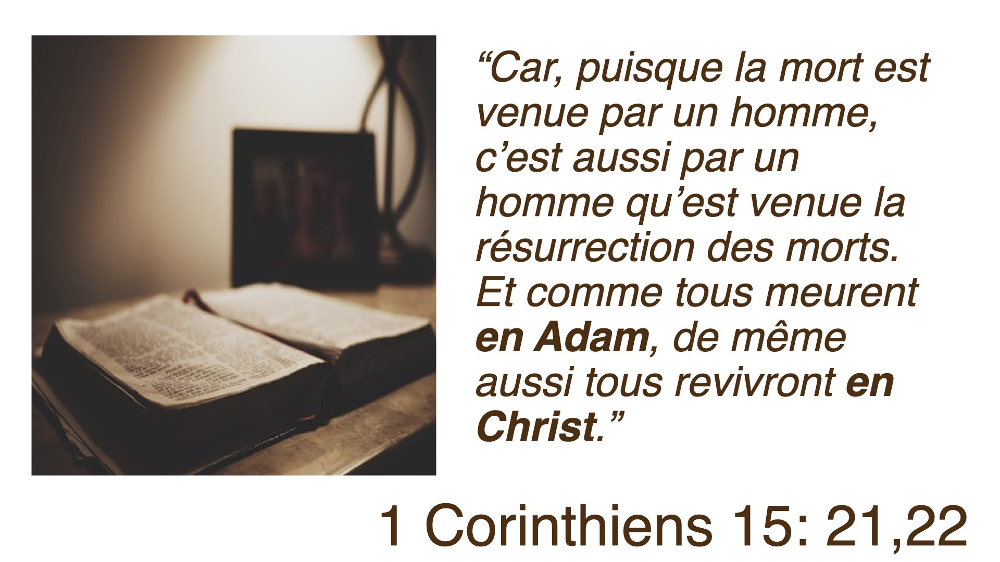 “Car, puisque la mort est
venue par un homme,
c’est aussi par un
homme qu’est venue la
résurrection des morts.
Et comme tous meurent
en Adam, de même
aussi tous revivront en
Christ.”
1 Corinthiens 15: 21,22